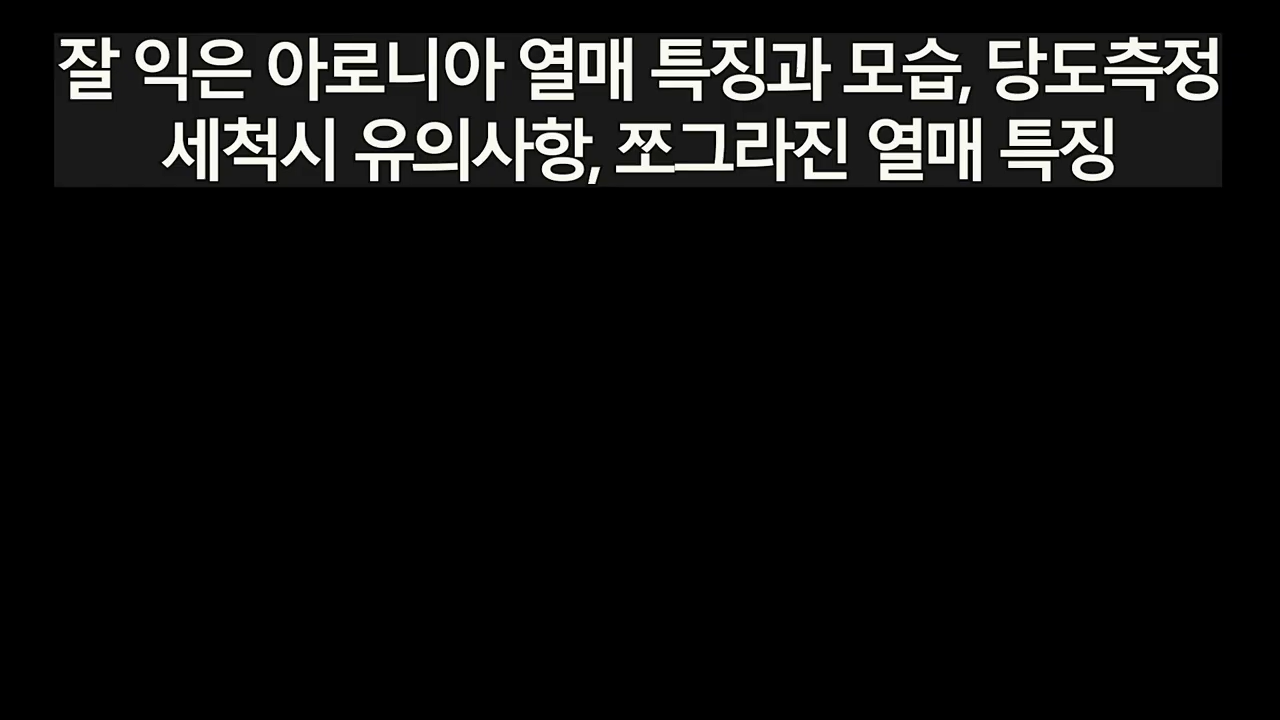 잘 익은 아로니아 열매 특징과 모습, 당도측정
세척시 유의사항, 쪼그라진 열매 특징